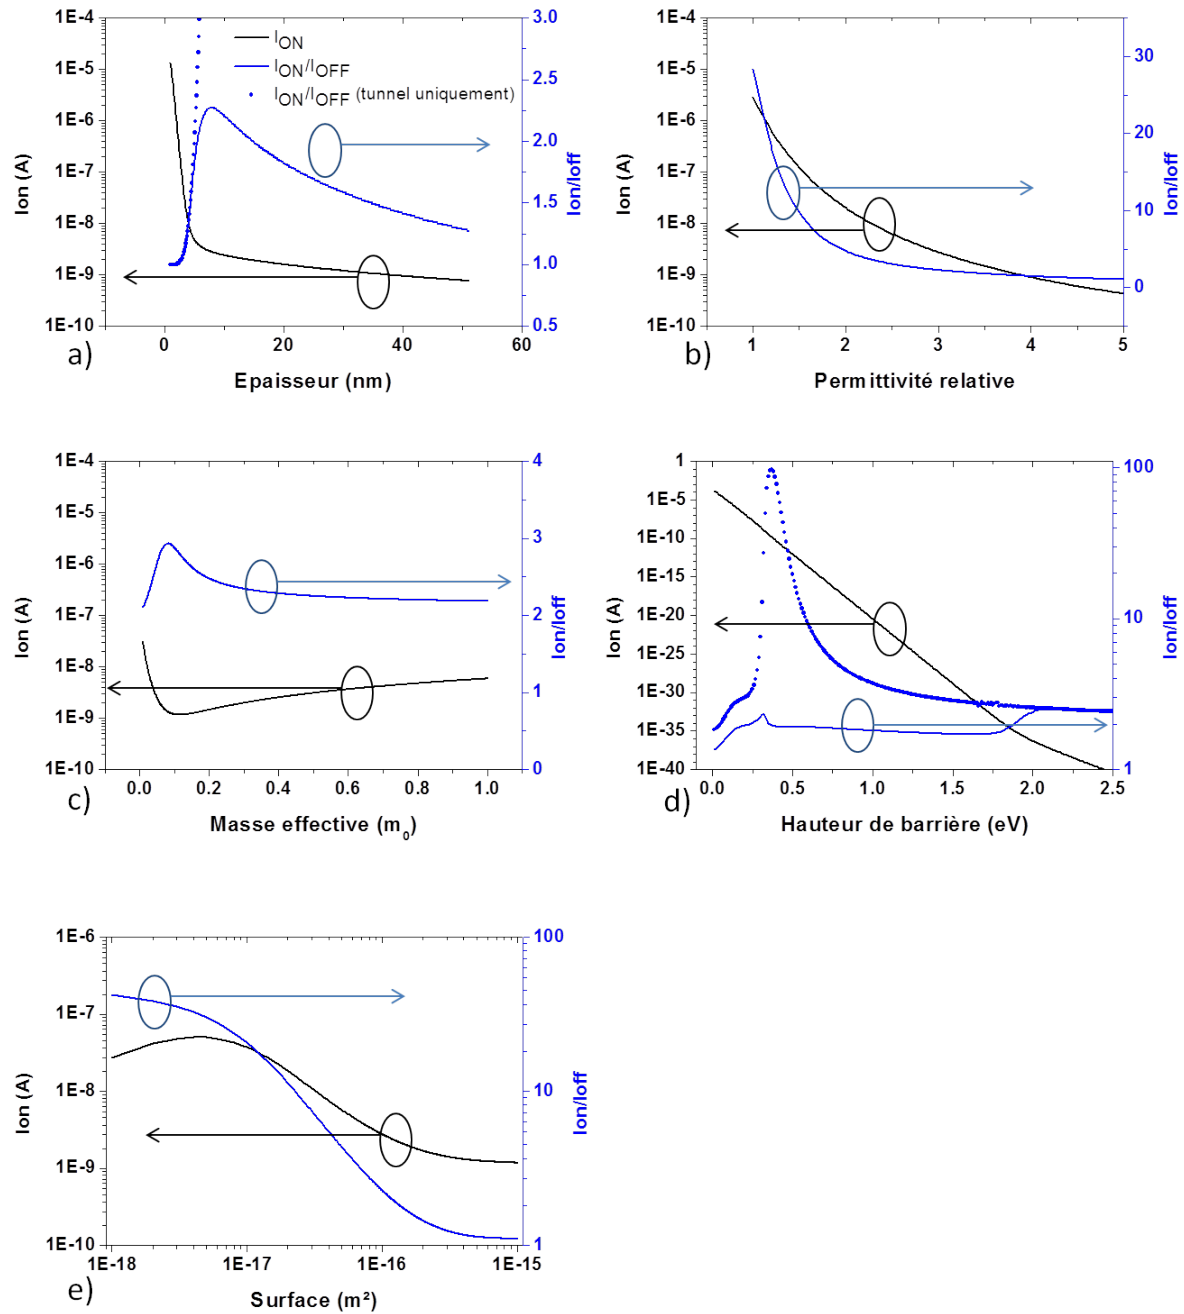 1E-4
1E-5
1E-6
1E-7
1E-8
1E-9
1E-10
Ion (A)
3.0
2.5
2.0
1.5
1.0
0.5
Ion/Ioff
I_ON
I_ON/I_OFF
I_ON/I_OFF (tunnel uniquement)
0 20 40 60
a)
Epaisseur (nm)
1E-4
1E-5
1E-6
1E-7
1E-8
1E-9
1E-10
Ion (A)
30
20
10
0
Ion/Ioff
1 2 3 4 5
b)
Permittivité relative
1E-4
1E-5
1E-6
1E-7
1E-8
1E-9
1E-10
Ion (A)
4
3
2
1
0
Ion/Ioff
0.0 0.2 0.4 0.6 0.8 1.0
c)
Masse effective (m₀)
1
1E-5
1E-10
1E-15
1E-20
1E-25
1E-30
1E-35
1E-40
Ion (A)
100
10
1
Ion/Ioff
0.0 0.5 1.0 1.5 2.0 2.5
d)
Hauteur de barrière (eV)
1E-6
1E-7
1E-8
1E-9
1E-10
Ion (A)
100
10
1
Ion/Ioff
1E-18 1E-17 1E-16 1E-15
e)
Surface (m²)